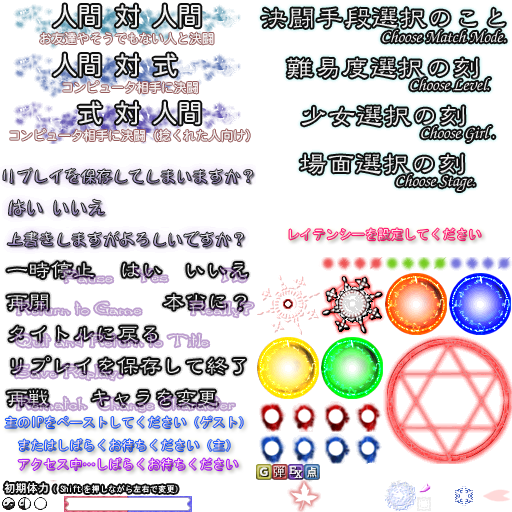 人間 対 人間
お友達やそうでもない人と決闘
人間 対 式
コンピュータ相手に決闘
式 対 人間
コンピュータ相手に決闘（捻くれた人向け）
リプレイを保存してしまいますか？
はい いいえ
上書きしますがよろしいですか？
一時停止 はい いいえ
Pause Yes No
再開 本当に？
Return to Game Really?
タイトルに戻る
Quit and Return to Title
リプレイを保存して終了
Save Replay
再戦 キャラを変更
Rematch Change Character
主のIPをペーストしてください（ゲスト）
またはしばらくお待ちください（主）
アクセス中…しばらくお待ちください
初期体力（Shiftを押しながら左右で変更）
決闘手段選択のこと
Choose Match Mode.
難易度選択の刻
Choose Level.
少女選択の刻
Choose Girl.
場面選択の刻
Choose Stage.
レイテンシーを設定してください
G 弾 叙 点